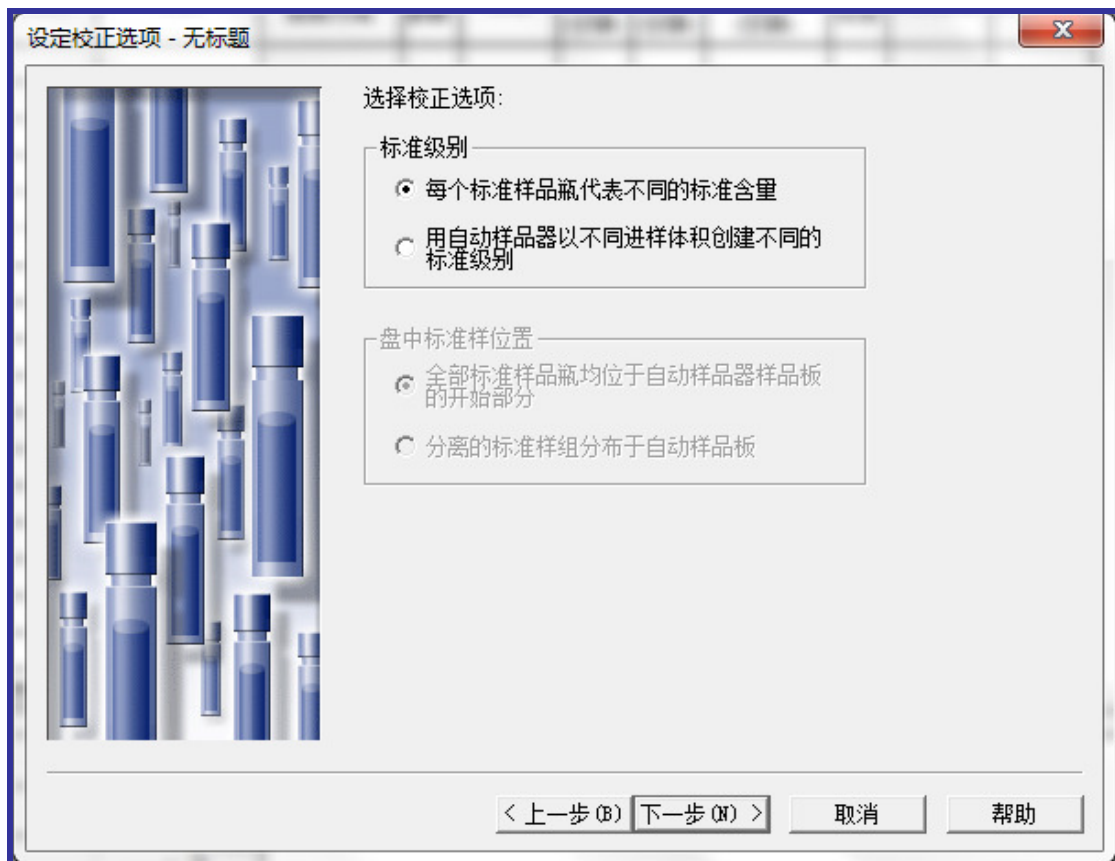 设定校正选项 - 无标题
选择校正选项:
标准级别
每个标准样品瓶代表不同的标准含量
用自动样品器以不同进样体积创建不同的
标准级别
盘中标准样位置
全部标准样品瓶均位于自动样品器样品板
的开始部分
分离的标准样组分布于自动样品板
< 上一步(B) 下一步(N) > 取消 帮助